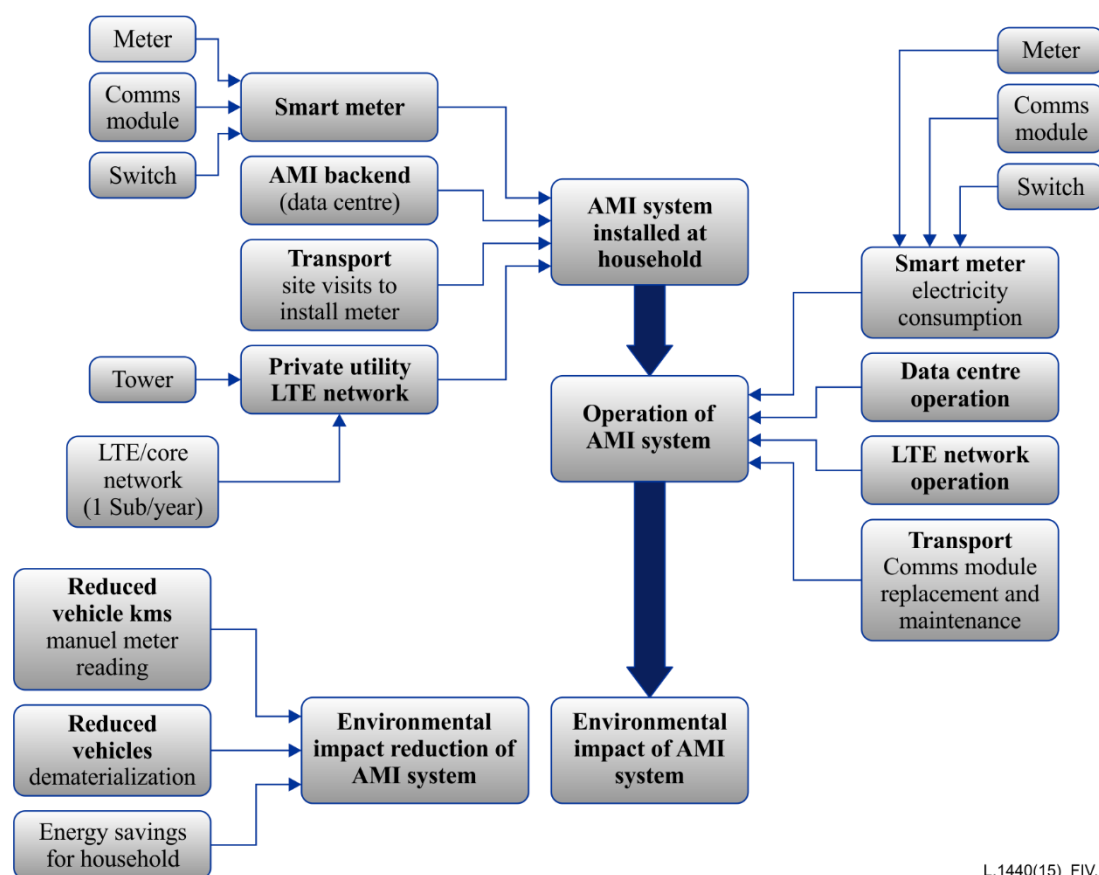 Meter
Comms
module
Switch
Smart meter
AMI backend
(data centre)
Transport
site visits to
install meter
Tower
Private utility
LTE network
LTE/core
network
(1 Sub/year)
AMI system
installed at
household
Operation of
AMI system
Meter
Comms
module
Switch
Smart meter
electricity
consumption
Data centre
operation
LTE network
operation
Transport
Comms module
replacement and
maintenance
Reduced
vehicle kms
manuel meter
reading
Reduced
vehicles
dematerialization
Energy savings
for household
Environmental
impact reduction of
AMI system
Environmental
impact of AMI
system
L.1440(15)_FIV.